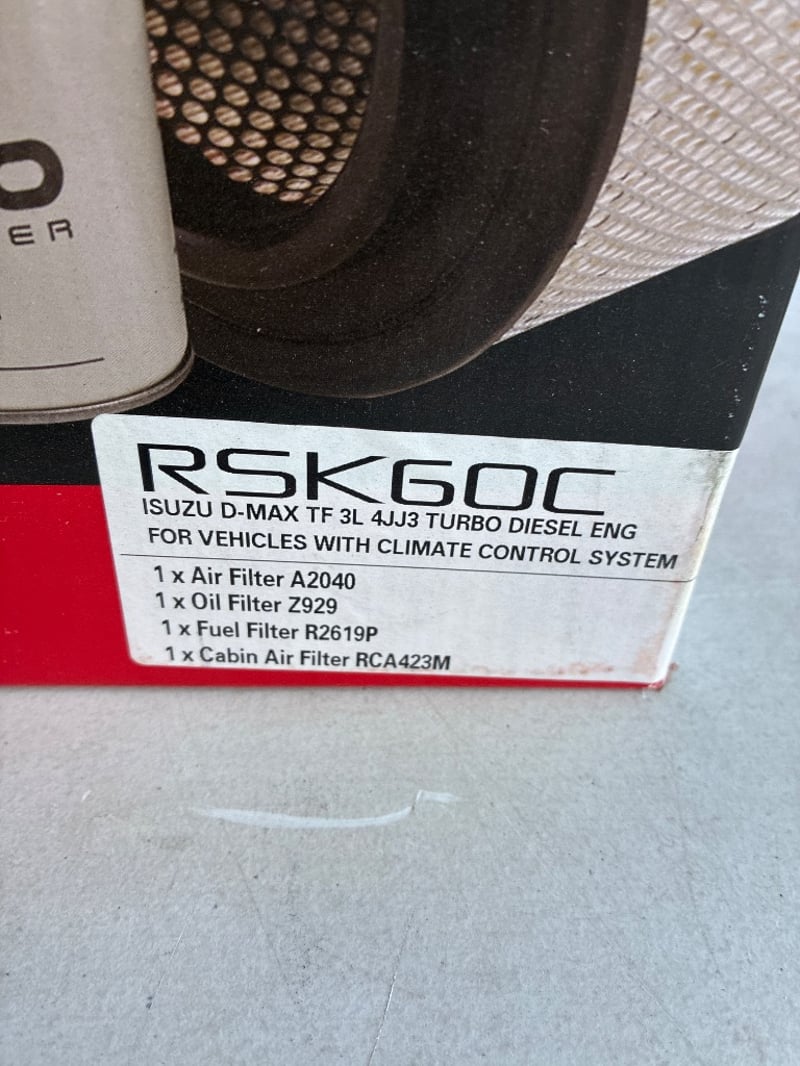 O
ER
RSK60C
ISUZU D-MAX TF 3L 4JJ3 TURBO DIESEL ENG
FOR VEHICLES WITH CLIMATE CONTROL SYSTEM
1 x Air Filter A2040
1 x Oil Filter Z929
1 x Fuel Filter R2619P
1 x Cabin Air Filter RCA423M